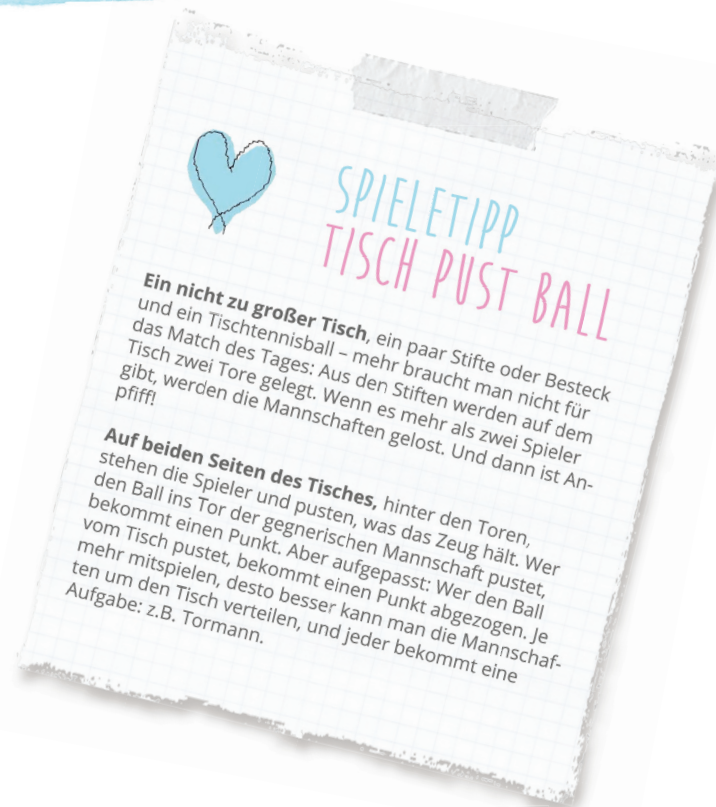 SPIELETIPP
TISCH PUST BALL
Ein nicht zu großer Tisch, ein paar Stifte oder Besteck
und ein Tischtennisball – mehr braucht man nicht für
das Match des Tages: Aus den Stiften werden auf dem
Tisch zwei Tore gelegt. Wenn es mehr als zwei Spieler
gibt, werden die Mannschaften gelost. Und dann ist An-
pfiff!
Auf beiden Seiten des Tisches, hinter den Toren,
stehen die Spieler und pusten, was das Zeug hält. Wer
den Ball ins Tor der gegnerischen Mannschaft pustet,
bekommt einen Punkt. Aber aufgepasst: Wer den Ball
vom Tisch pustet, bekommt einen Punkt abgezogen. Je
mehr mitspielen, desto besser kann man die Mannschaf-
ten um den Tisch verteilen, und jeder bekommt eine
Aufgabe: z.B. Tormann.